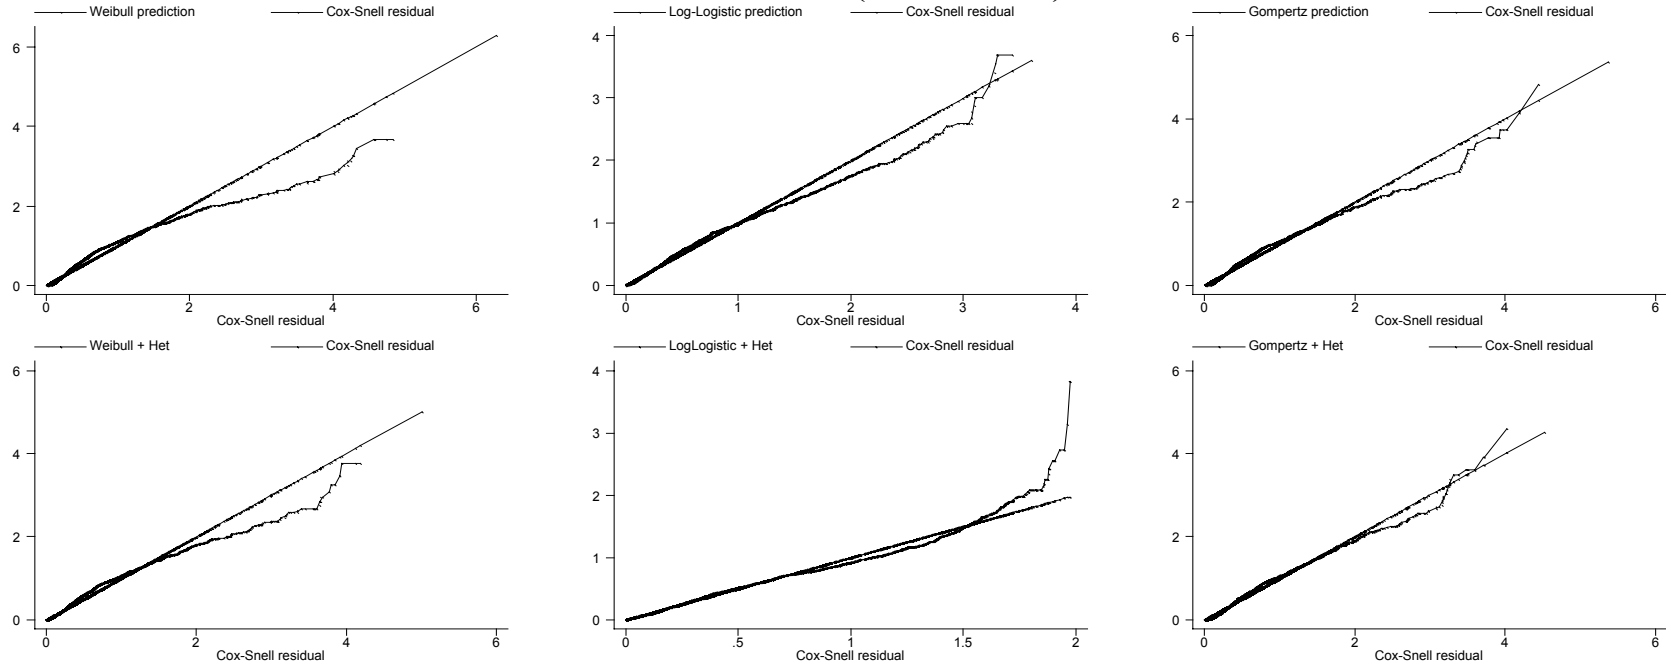 Weibull prediction Cox-Snell residual
6
4
2
0
0 2 4 6
Cox-Snell residual
Log-Logistic prediction Cox-Snell residual
4
3
2
1
0
0 1 2 3 4
Cox-Snell residual
Gompertz prediction Cox-Snell residual
6
4
2
0
0 2 4 6
Cox-Snell residual
Weibull + Het Cox-Snell residual
6
4
2
0
0 2 4 6
Cox-Snell residual
LogLogistic + Het Cox-Snell residual
4
3
2
1
0
0 .5 1 1.5 2
Cox-Snell residual
Gompertz + Het Cox-Snell residual
6
4
2
0
0 2 4 6
Cox-Snell residual